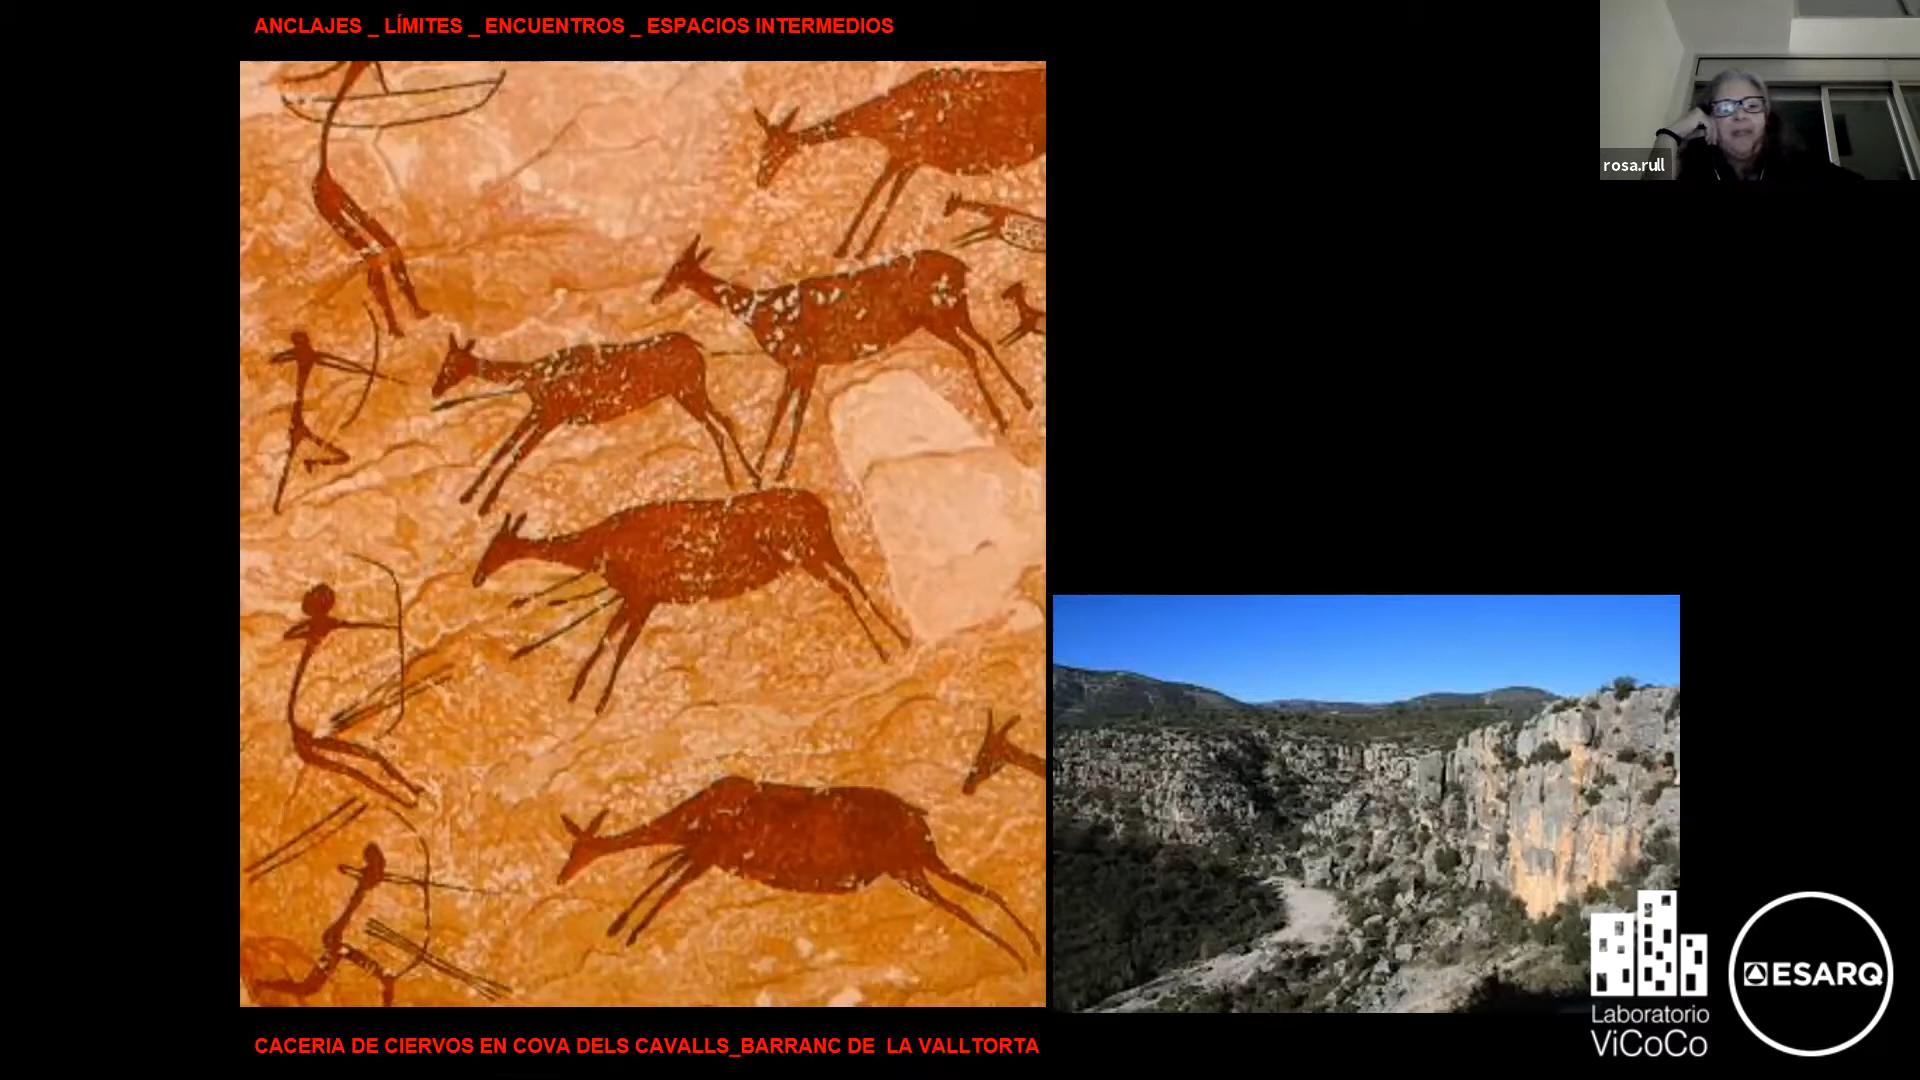 ANCLAJES _ LÍMITES _ ENCUENTROS _ ESPACIOS INTERMEDIOS
rosa.rull
CACERIA DE CIERVOS EN COVA DELS CAVALLS_BARRANC DE LA VALLTORTA
Laboratorio
ViCoCo
ESARQ